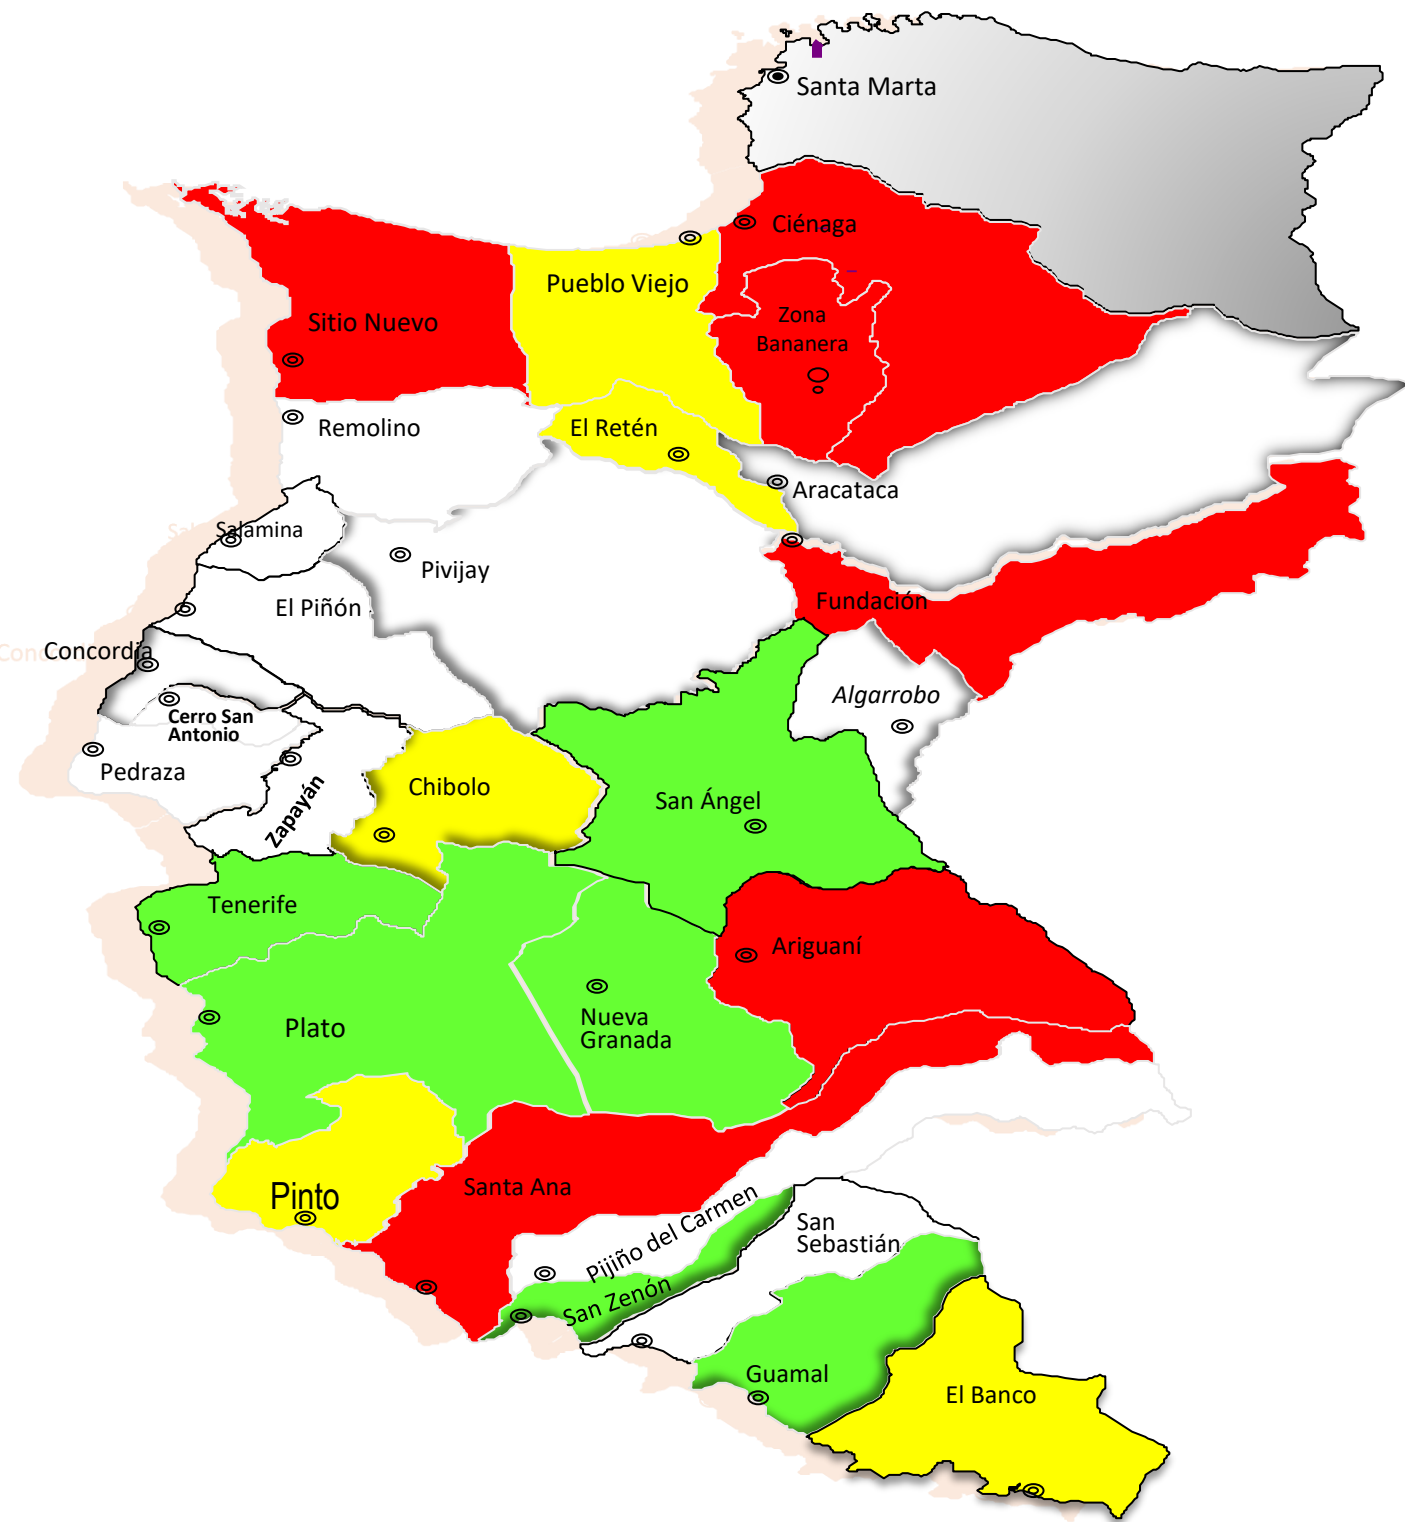 Santa Marta
Ciénaga
Pueblo Viejo
Sitio Nuevo
Zona
Bananera
Remolino
El Retén
Aracataca
Salamina
Pivijay
El Piñón
Fundación
Concordia
Algarrobo
Cerro San
Antonio
Pedraza
Zapayán
Chibolo
San Ángel
Tenerife
Ariguaní
Plato
Nueva
Granada
Pinto
Santa Ana
Pijiño del Carmen
San
Sebastián
San Zenón
Guamal
El Banco